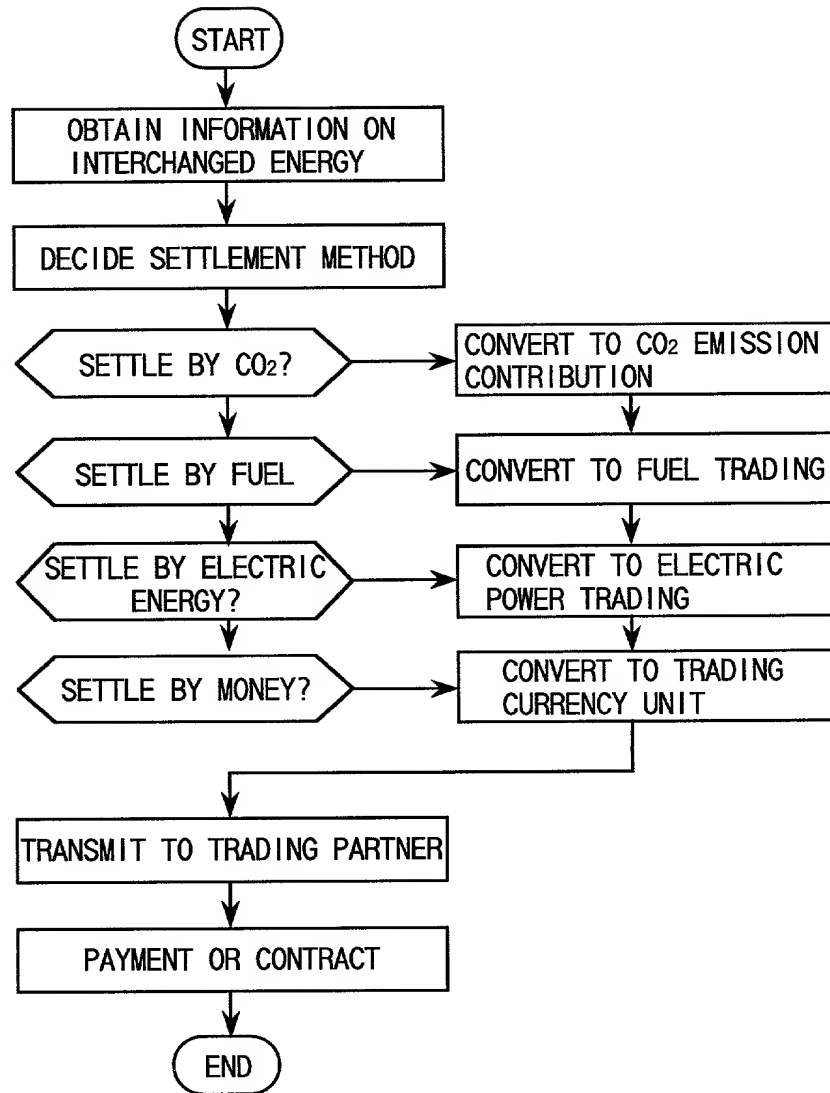 START
OBTAIN INFORMATION ON
INTERCHANGED ENERGY
DECIDE SETTLEMENT METHOD
SETTLE BY CO₂?
CONVERT TO CO₂ EMISSION
CONTRIBUTION
SETTLE BY FUEL
CONVERT TO FUEL TRADING
SETTLE BY ELECTRIC
ENERGY?
CONVERT TO ELECTRIC
POWER TRADING
SETTLE BY MONEY?
CONVERT TO TRADING
CURRENCY UNIT
TRANSMIT TO TRADING PARTNER
PAYMENT OR CONTRACT
END